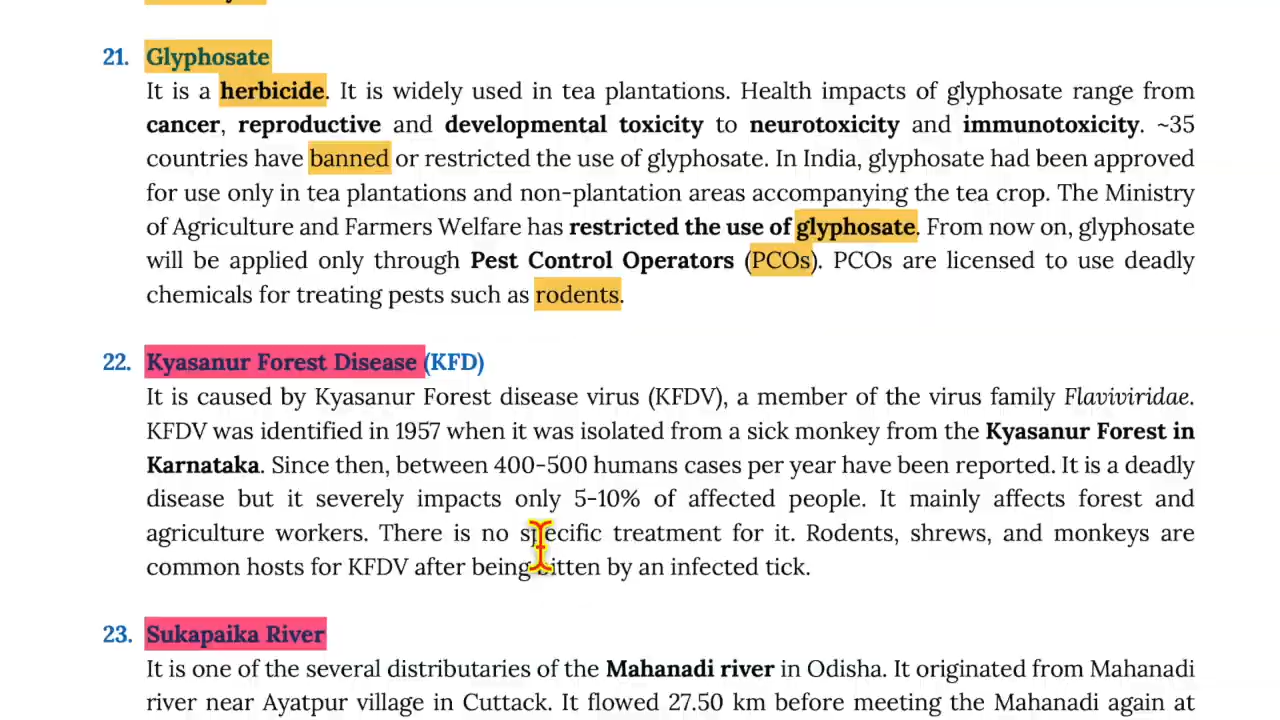 21. Glyphosate
It is a herbicide. It is widely used in tea plantations. Health impacts of glyphosate range from
cancer, reproductive and developmental toxicity to neurotoxicity and immunotoxicity. ~35
countries have banned or restricted the use of glyphosate. In India, glyphosate had been approved
for use only in tea plantations and non-plantation areas accompanying the tea crop. The Ministry
of Agriculture and Farmers Welfare has restricted the use of glyphosate. From now on, glyphosate
will be applied only through Pest Control Operators (PCOs). PCOs are licensed to use deadly
chemicals for treating pests such as rodents.
22. Kyasanur Forest Disease (KFD)
It is caused by Kyasanur Forest disease virus (KFDV), a member of the virus family Flaviviridae.
KFDV was identified in 1957 when it was isolated from a sick monkey from the Kyasanur Forest in
Karnataka. Since then, between 400-500 humans cases per year have been reported. It is a deadly
disease but it severely impacts only 5-10% of affected people. It mainly affects forest and
agriculture workers. There is no specific treatment for it. Rodents, shrews, and monkeys are
common hosts for KFDV after being bitten by an infected tick.
23. Sukapaika River
It is one of the several distributaries of the Mahanadi river in Odisha. It originated from Mahanadi
river near Ayatpur village in Cuttack. It flowed 27.50 km before meeting the Mahanadi again at